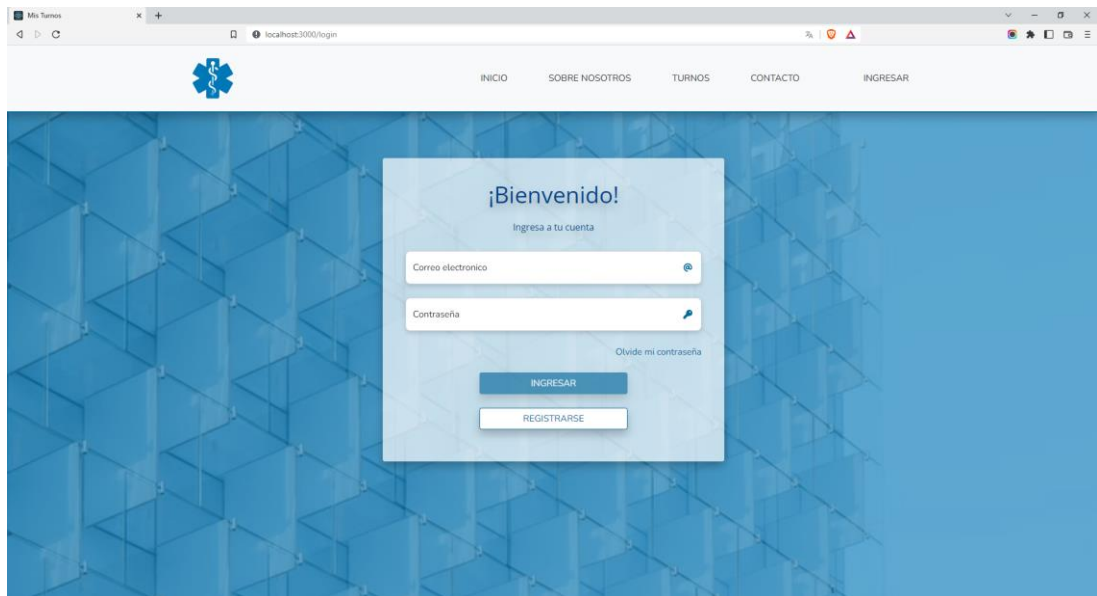 Mis Turnos
localhost:3000/login
INICIO SOBRE NOSOTROS TURNOS CONTACTO INGRESAR
¡Bienvenido!
Ingresa a tu cuenta
Correo electronico
Contraseña
Olvide mi contraseña
INGRESAR
REGISTRARSE